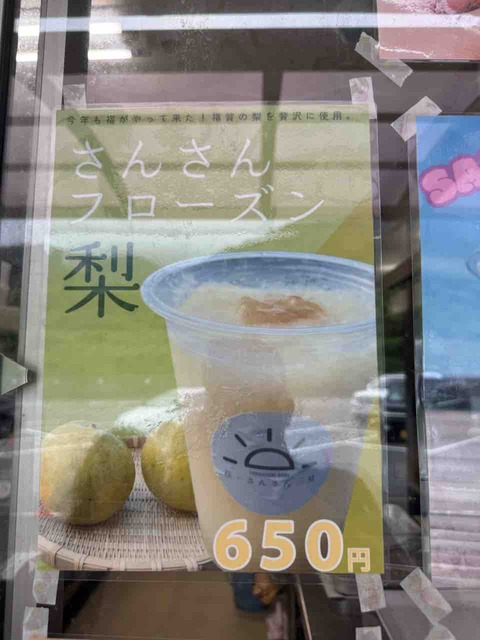 今年も福がやって来た！福智の梨を贅沢に使用。
さんさん
フローズン
梨
650円